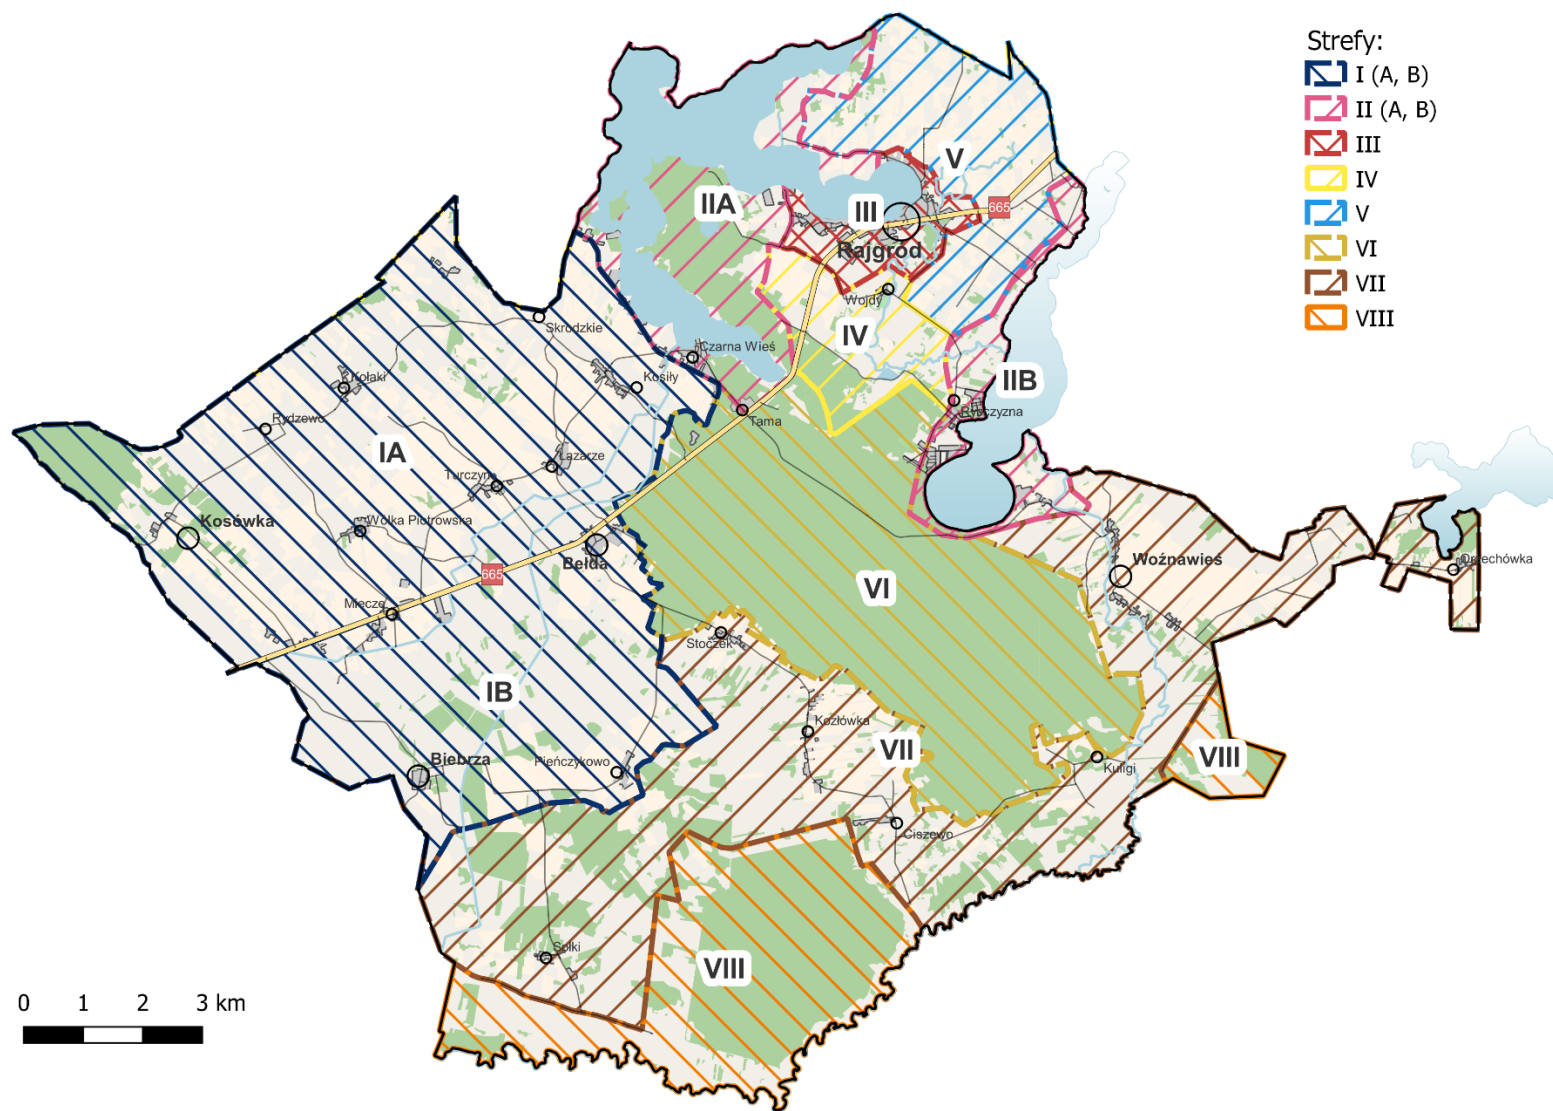 Strefy:
I (A, B)
II (A, B)
III
IV
V
VI
VII
VIII
V
IIA
III
665
Rajgród
Wojdy
IV
Skrodzkie
Czarna Wieś
Kosiły
Kołaki
IIB
Rybczyzna
Tama
Rydzewo
IA
Łazarze
Turczyn
Kosówka
Wólka Piotrowska
Bełda
665
Woźnawieś
Orzechówka
VI
Miecze
Stoczek
IB
Kozłówka
VII
Biebrza
Pieńczykowo
Kuligi
VIII
Ciszewo
Sołki
VIII
0 1 2 3 km